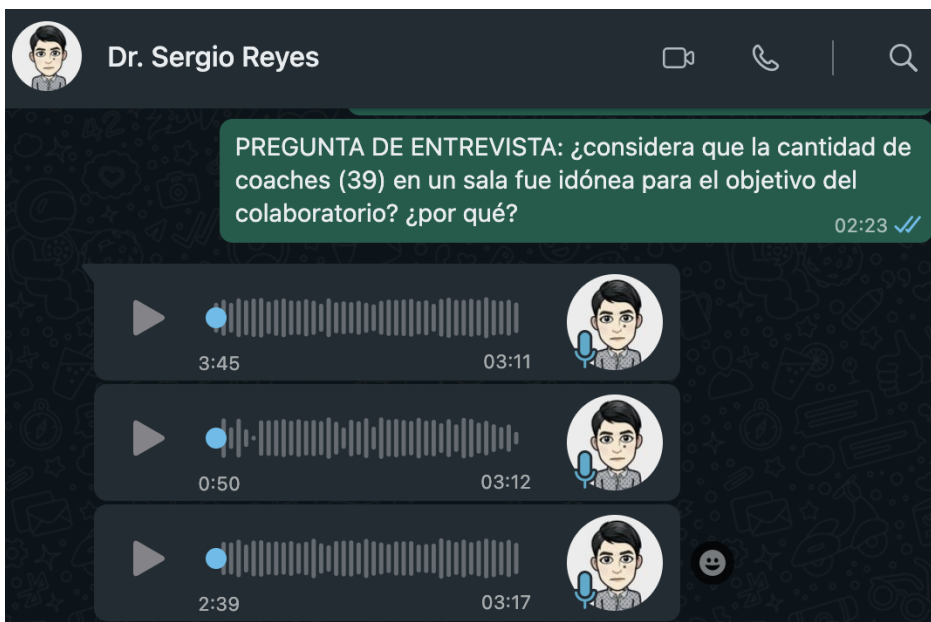 Dr. Sergio Reyes
PREGUNTA DE ENTREVISTA: ¿considera que la cantidad de
coaches (39) en un sala fue idónea para el objetivo del
colaboratorio? ¿por qué?
02:23
3:45 03:11
0:50 03:12
2:39 03:17